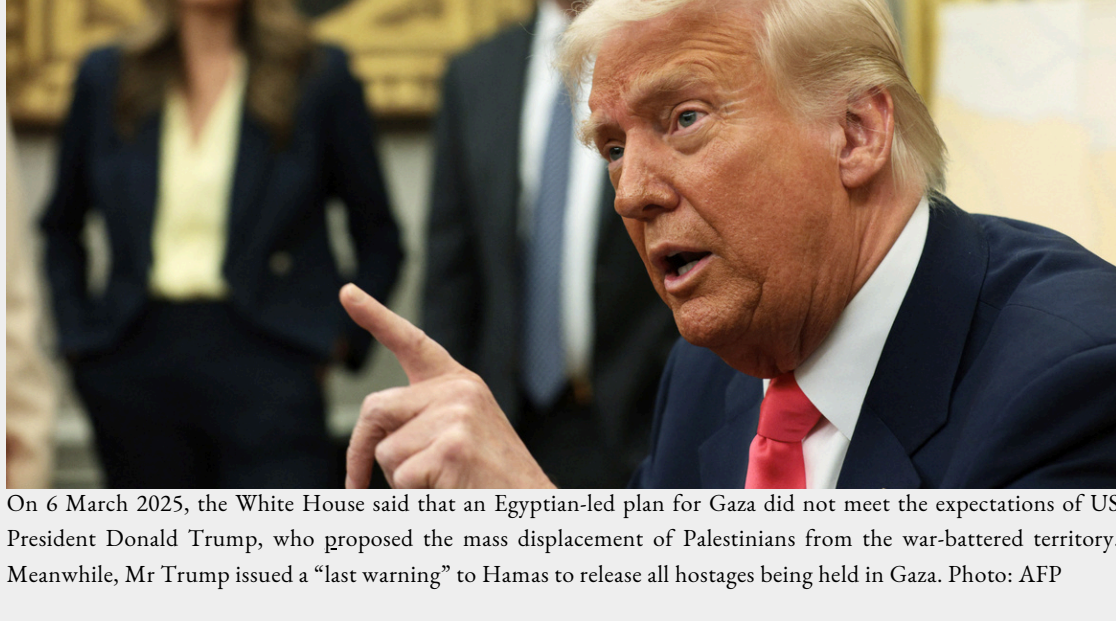 On 6 March 2025, the White House said that an Egyptian-led plan for Gaza did not meet the expectations of US
President Donald Trump, who proposed the mass displacement of Palestinians from the war-battered territory.
Meanwhile, Mr Trump issued a “last warning” to Hamas to release all hostages being held in Gaza. Photo: AFP